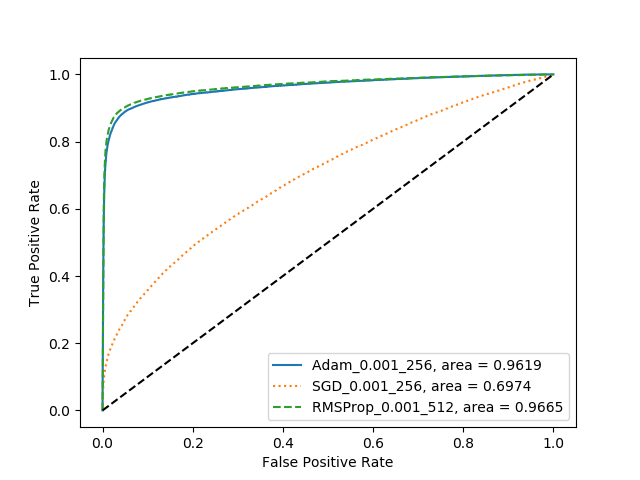 1.0
0.8
0.6
0.4
0.2
0.0
True Positive Rate
Adam_0.001_256, area = 0.9619
SGD_0.001_256, area = 0.6974
RMSProp_0.001_512, area = 0.9665
0.0 0.2 0.4 0.6 0.8 1.0
False Positive Rate